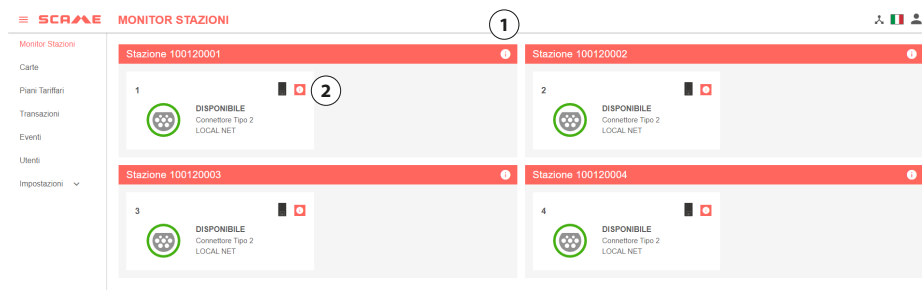 SCAME
MONITOR STAZIONI
1
Monitor Stazioni
Carte
Piani Tariffari
Transazioni
Eventi
Utenti
Impostazioni
Stazione 100120001
1
2
DISPONIBILE
Connettore Tipo 2
LOCAL NET
Stazione 100120002
2
DISPONIBILE
Connettore Tipo 2
LOCAL NET
Stazione 100120003
3
DISPONIBILE
Connettore Tipo 2
LOCAL NET
Stazione 100120004
4
DISPONIBILE
Connettore Tipo 2
LOCAL NET